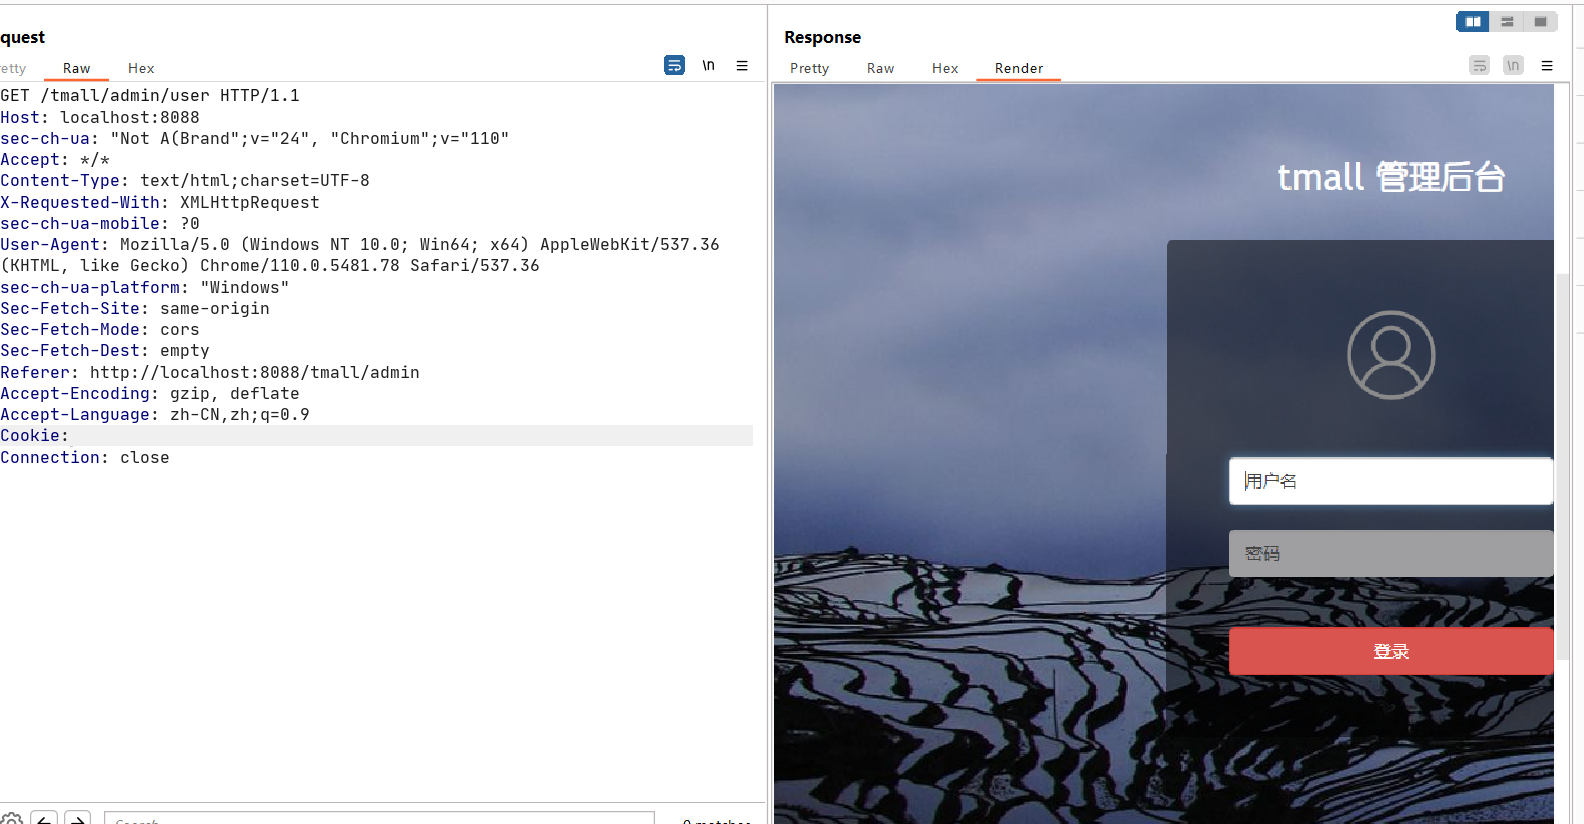 quest
Response
etty Raw Hex \n
Pretty Raw Hex Render \n
GET /tmall/admin/user HTTP/1.1
Host: localhost:8088
sec-ch-ua: "Not A(Brand";v="24", "Chromium";v="110"
Accept: */*
Content-Type: text/html;charset=UTF-8
X-Requested-With: XMLHttpRequest
sec-ch-ua-mobile: ?0
User-Agent: Mozilla/5.0 (Windows NT 10.0; Win64; x64) AppleWebKit/537.36
(KHTML, like Gecko) Chrome/110.0.5481.78 Safari/537.36
sec-ch-ua-platform: "Windows"
Sec-Fetch-Site: same-origin
Sec-Fetch-Mode: cors
Sec-Fetch-Dest: empty
Referer: http://localhost:8088/tmall/admin
Accept-Encoding: gzip, deflate
Accept-Language: zh-CN,zh;q=0.9
Cookie:
Connection: close
Search...
0 matches
tmall 管理后台
用户名
密码
登录